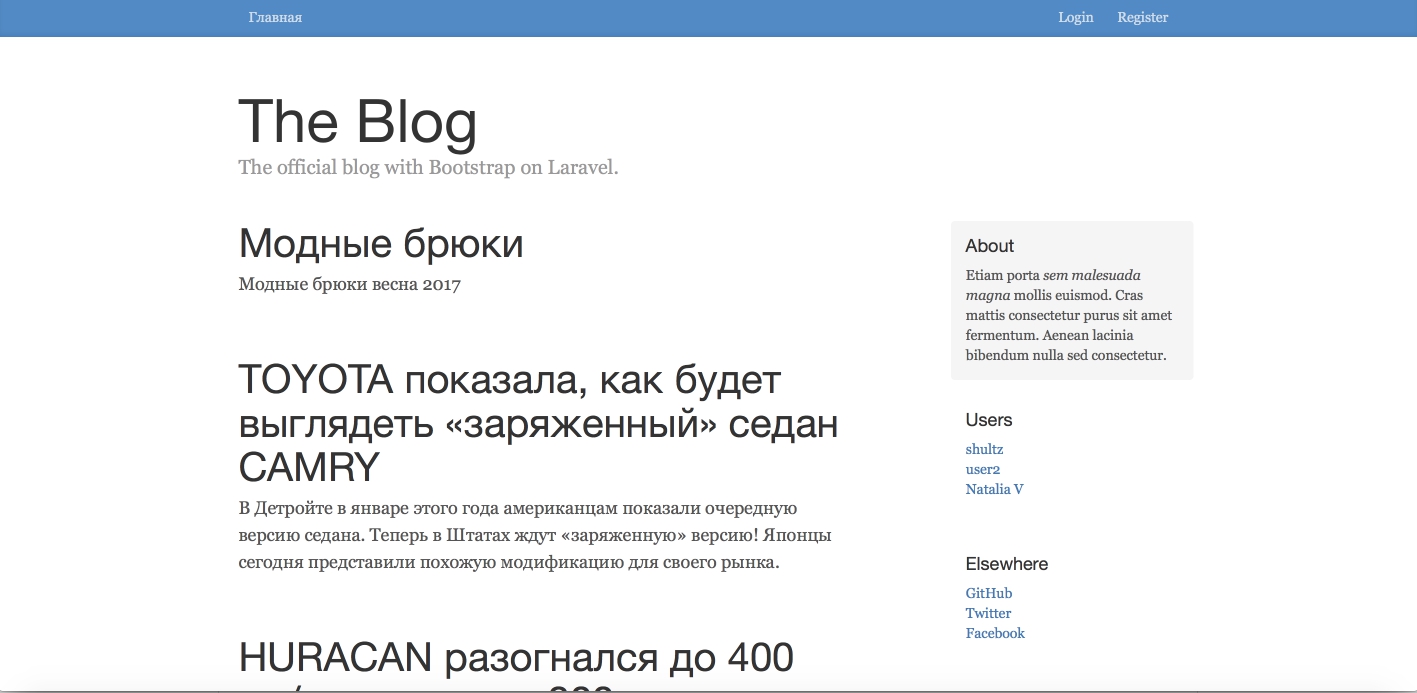 Главная
Login Register
The Blog
The official blog with Bootstrap on Laravel.
Модные брюки
Модные брюки весна 2017
TOYOTA показала, как будет
выглядеть «заряженный» седан
CAMRY
В Детройте в январе этого года американцам показали очередную
версию седана. Теперь в Штатах ждут «заряженную» версию! Японцы
сегодня представили похожую модификацию для своего рынка.
HURACAN разогнался до 400
About
Etiam porta sem malesuada
magna mollis euismod. Cras
mattis consectetur purus sit amet
fermentum. Aenean lacinia
bibendum nulla sed consectetur.
Users
shultz
user2
Natalia V
Elsewhere
GitHub
Twitter
Facebook